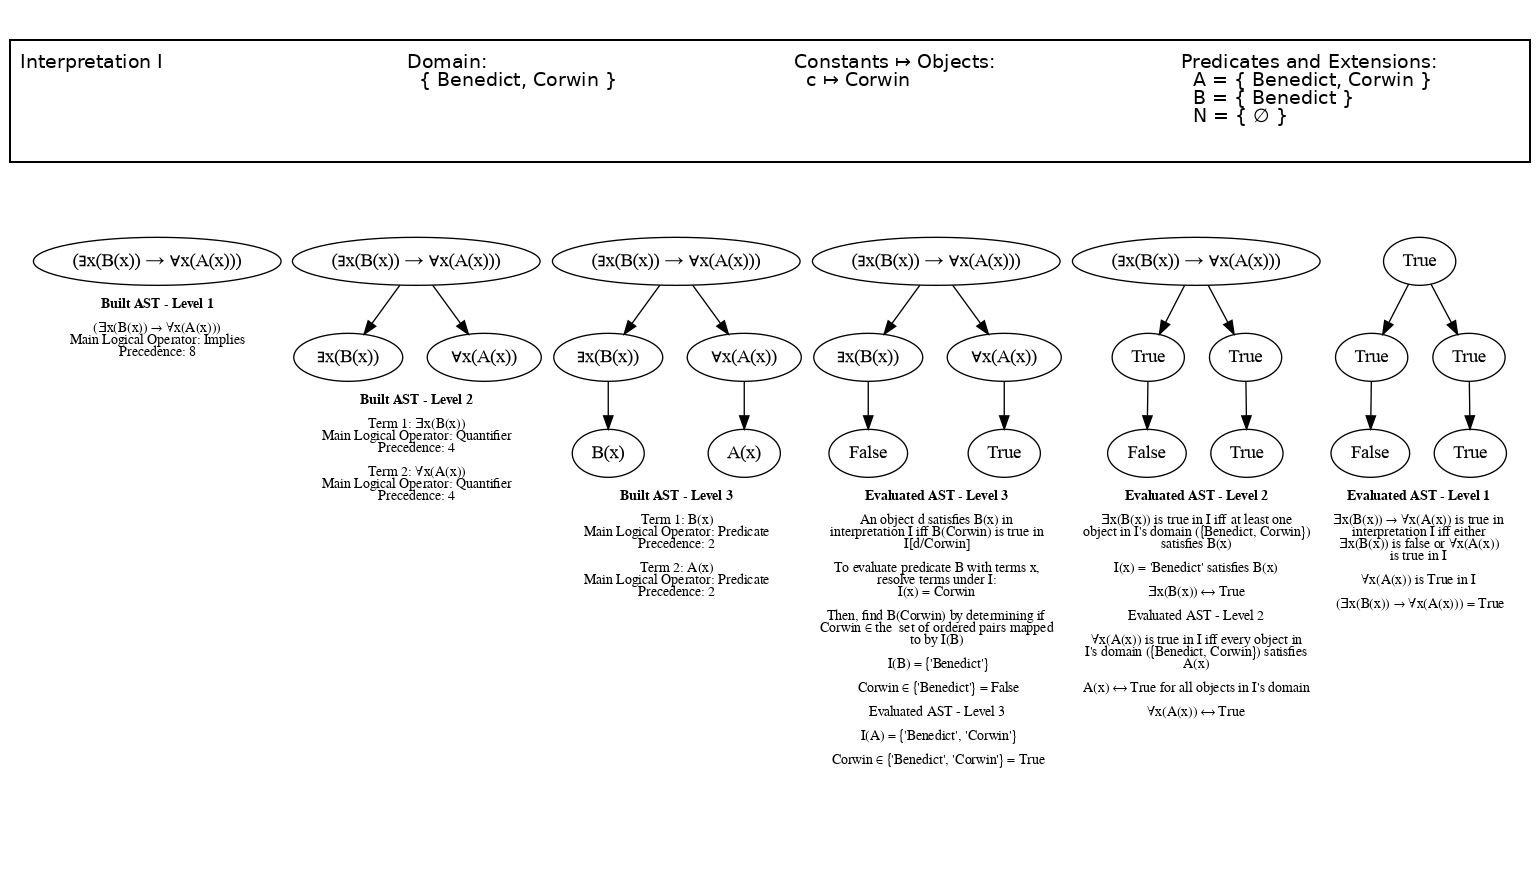 Interpretation I
Domain:
{ Benedict, Corwin }
Constants ↦ Objects:
c ↦ Corwin
Predicates and Extensions:
A = { Benedict, Corwin }
B = { Benedict }
N = { ∅ }
(∃x(B(x)) → ∀x(A(x)))
Built AST - Level 1
(∃x(B(x)) → ∀x(A(x)))
Main Logical Operator: Implies
Precedence: 8
(∃x(B(x)) → ∀x(A(x)))
∃x(B(x))
∀x(A(x))
Built AST - Level 2
Term 1: ∃x(B(x))
Main Logical Operator: Quantifier
Precedence: 4
Term 2: ∀x(A(x))
Main Logical Operator: Quantifier
Precedence: 4
(∃x(B(x)) → ∀x(A(x)))
∃x(B(x))
∀x(A(x))
B(x)
A(x)
Built AST - Level 3
Term 1: B(x)
Main Logical Operator: Predicate
Precedence: 2
Term 2: A(x)
Main Logical Operator: Predicate
Precedence: 2
(∃x(B(x)) → ∀x(A(x)))
∃x(B(x))
∀x(A(x))
False
True
Evaluated AST - Level 3
An object d satisfies B(x) in
interpretation I iff B(Corwin) is true in
I[d/Corwin]
To evaluate predicate B with terms x,
resolve terms under I:
I(x) = Corwin
Then, find B(Corwin) by determining if
Corwin ∈ the  set of ordered pairs mapped
to by I(B)
I(B) = {'Benedict'}
Corwin ∈ {'Benedict'} = False
Evaluated AST - Level 3
I(A) = {'Benedict', 'Corwin'}
Corwin ∈ {'Benedict', 'Corwin'} = True
(∃x(B(x)) → ∀x(A(x)))
True
True
False
True
Evaluated AST - Level 2
∃x(B(x)) is true in I iff at least one
object in I's domain ({Benedict, Corwin})
satisfies B(x)
I(x) = 'Benedict' satisfies B(x)
∃x(B(x)) ↔ True
Evaluated AST - Level 2
∀x(A(x)) is true in I iff every object in
I's domain ({Benedict, Corwin}) satisfies
A(x)
A(x) ↔ True for all objects in I's domain
∀x(A(x)) ↔ True
True
True
True
False
True
Evaluated AST - Level 1
∃x(B(x)) → ∀x(A(x)) is true in
interpretation I iff either
∃x(B(x)) is false or ∀x(A(x))
is true in I
∀x(A(x)) is True in I
(∃x(B(x)) → ∀x(A(x))) = True